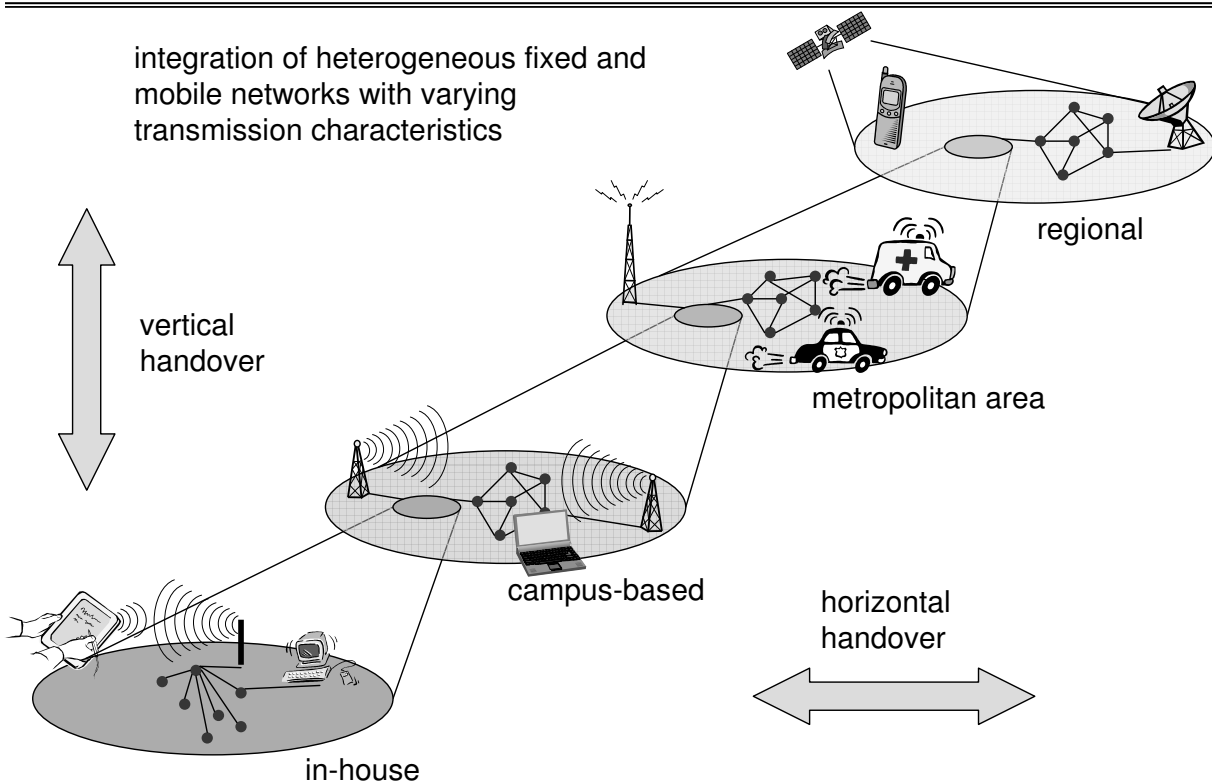 integration of heterogeneous fixed and
mobile networks with varying
transmission characteristics
regional
vertical
handover
metropolitan area
campus-based
horizontal
handover
in-house